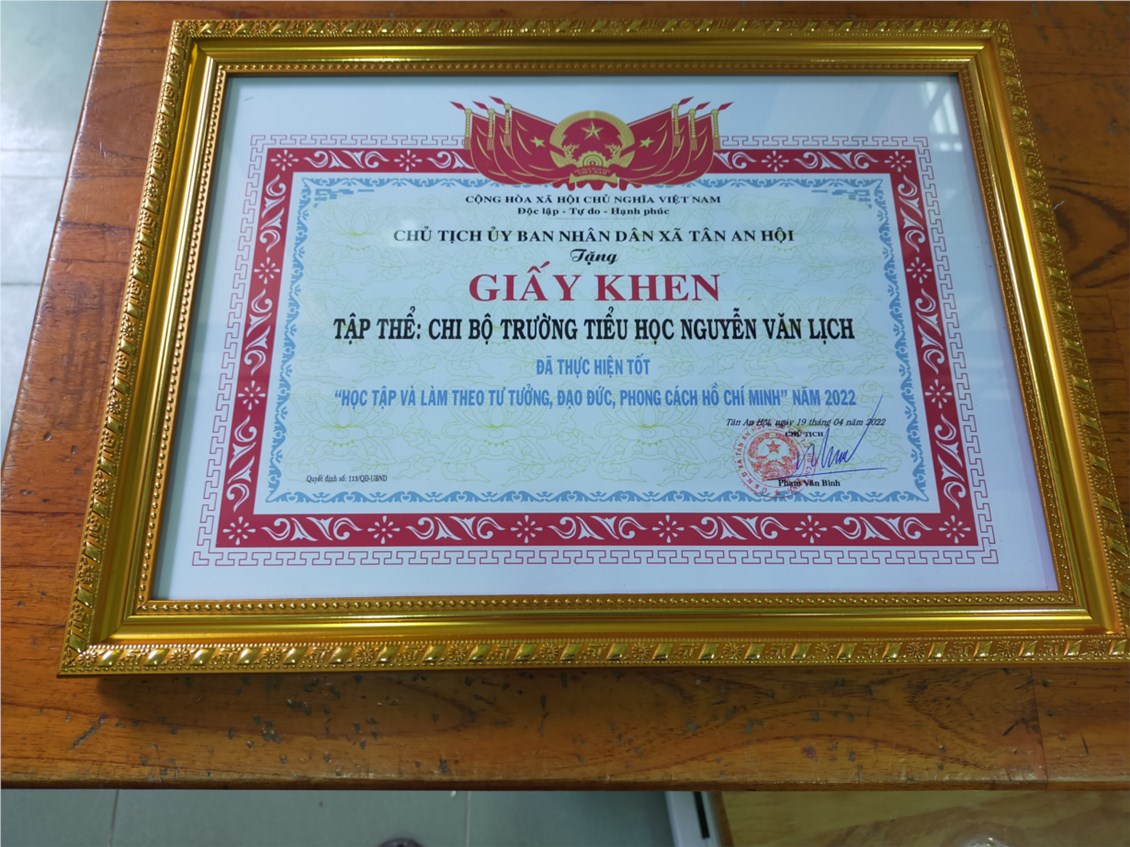 CỘNG HÒA XÃ HỘI CHỦ NGHĨA VIỆT NAM
Độc lập - Tự do - Hạnh phúc
CHỦ TỊCH ỦY BAN NHÂN DÂN XÃ TÂN AN HỘI
Tặng
GIẤY KHEN
TẬP THỂ: CHI BỘ TRƯỜNG TIỂU HỌC NGUYỄN VĂN LỊCH
ĐÃ THỰC HIỆN TỐT
"HỌC TẬP VÀ LÀM THEO TƯ TƯỞNG, ĐẠO ĐỨC, PHONG CÁCH HỒ CHÍ MINH" NĂM 2022
Tân An Hội, ngày 19 tháng 04 năm 2022
CHỦ TỊCH
Quyết định số: 113/QĐ-UBND
Phạm Văn Bình